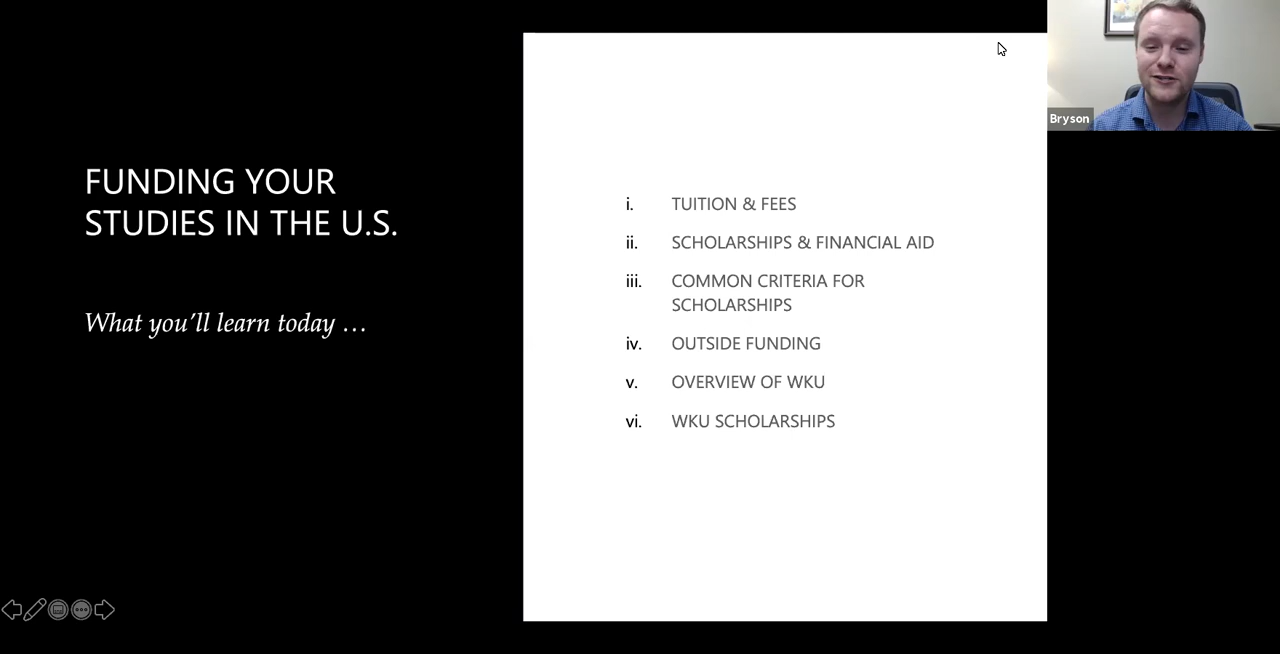 FUNDING YOUR
STUDIES IN THE U.S.
What you’ll learn today …
i. TUITION & FEES
ii. SCHOLARSHIPS & FINANCIAL AID
iii. COMMON CRITERIA FOR
SCHOLARSHIPS
iv. OUTSIDE FUNDING
v. OVERVIEW OF WKU
vi. WKU SCHOLARSHIPS
Bryson